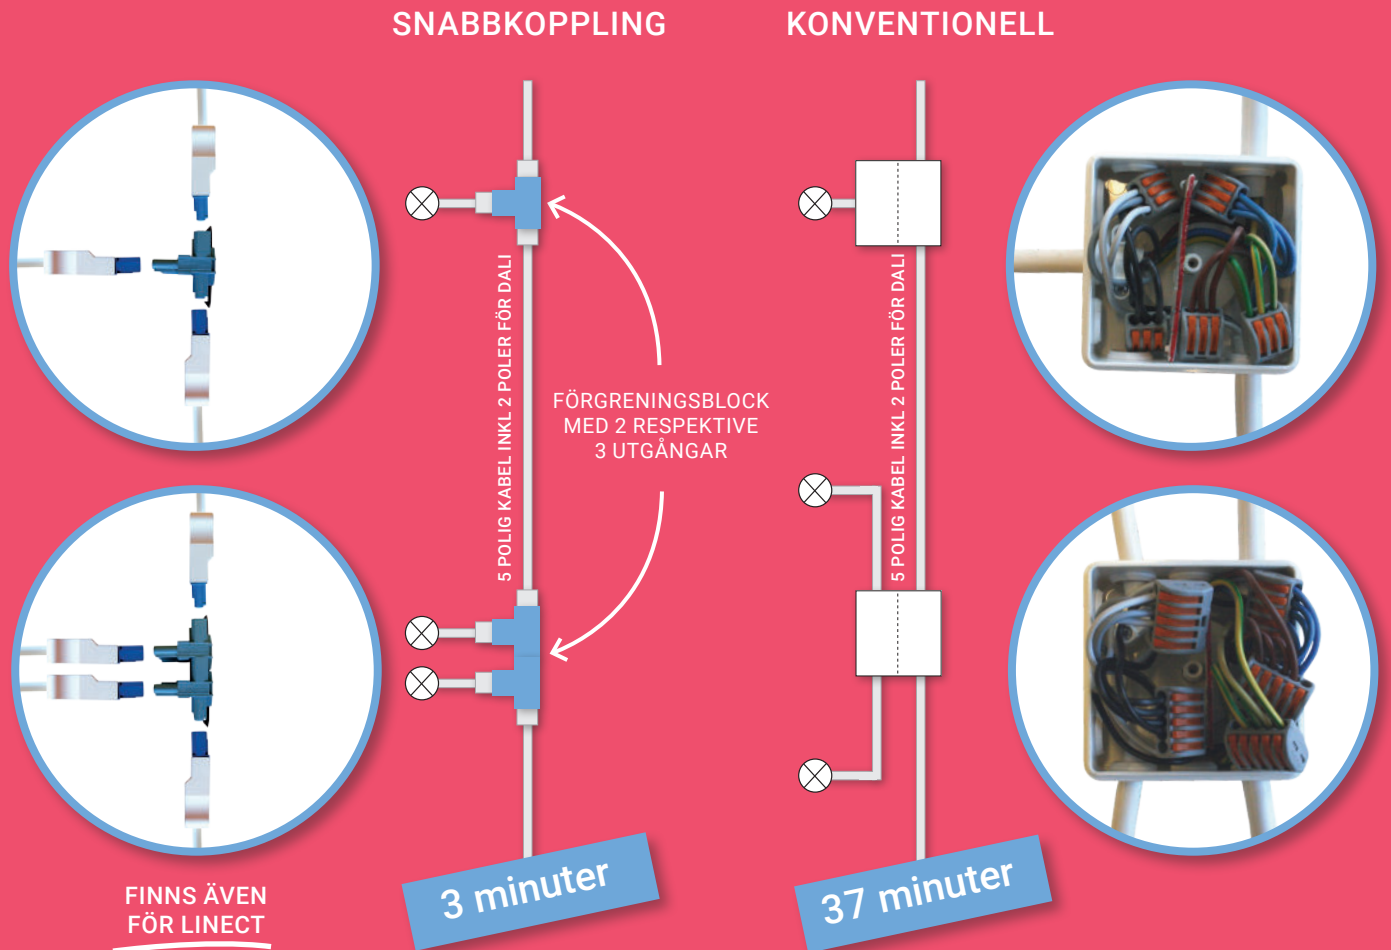 SNABBKOPPLING
KONVENTIONELL
5 POLIG KABEL INKL 2 POLER FÖR DALI
FÖRGRENINGSBLOCK
MED 2 RESPEKTIVE
3 UTGÅNGAR
5 POLIG KABEL INKL 2 POLER FÖR DALI
3 minuter
37 minuter
FINNS ÄVEN
FÖR LINECT